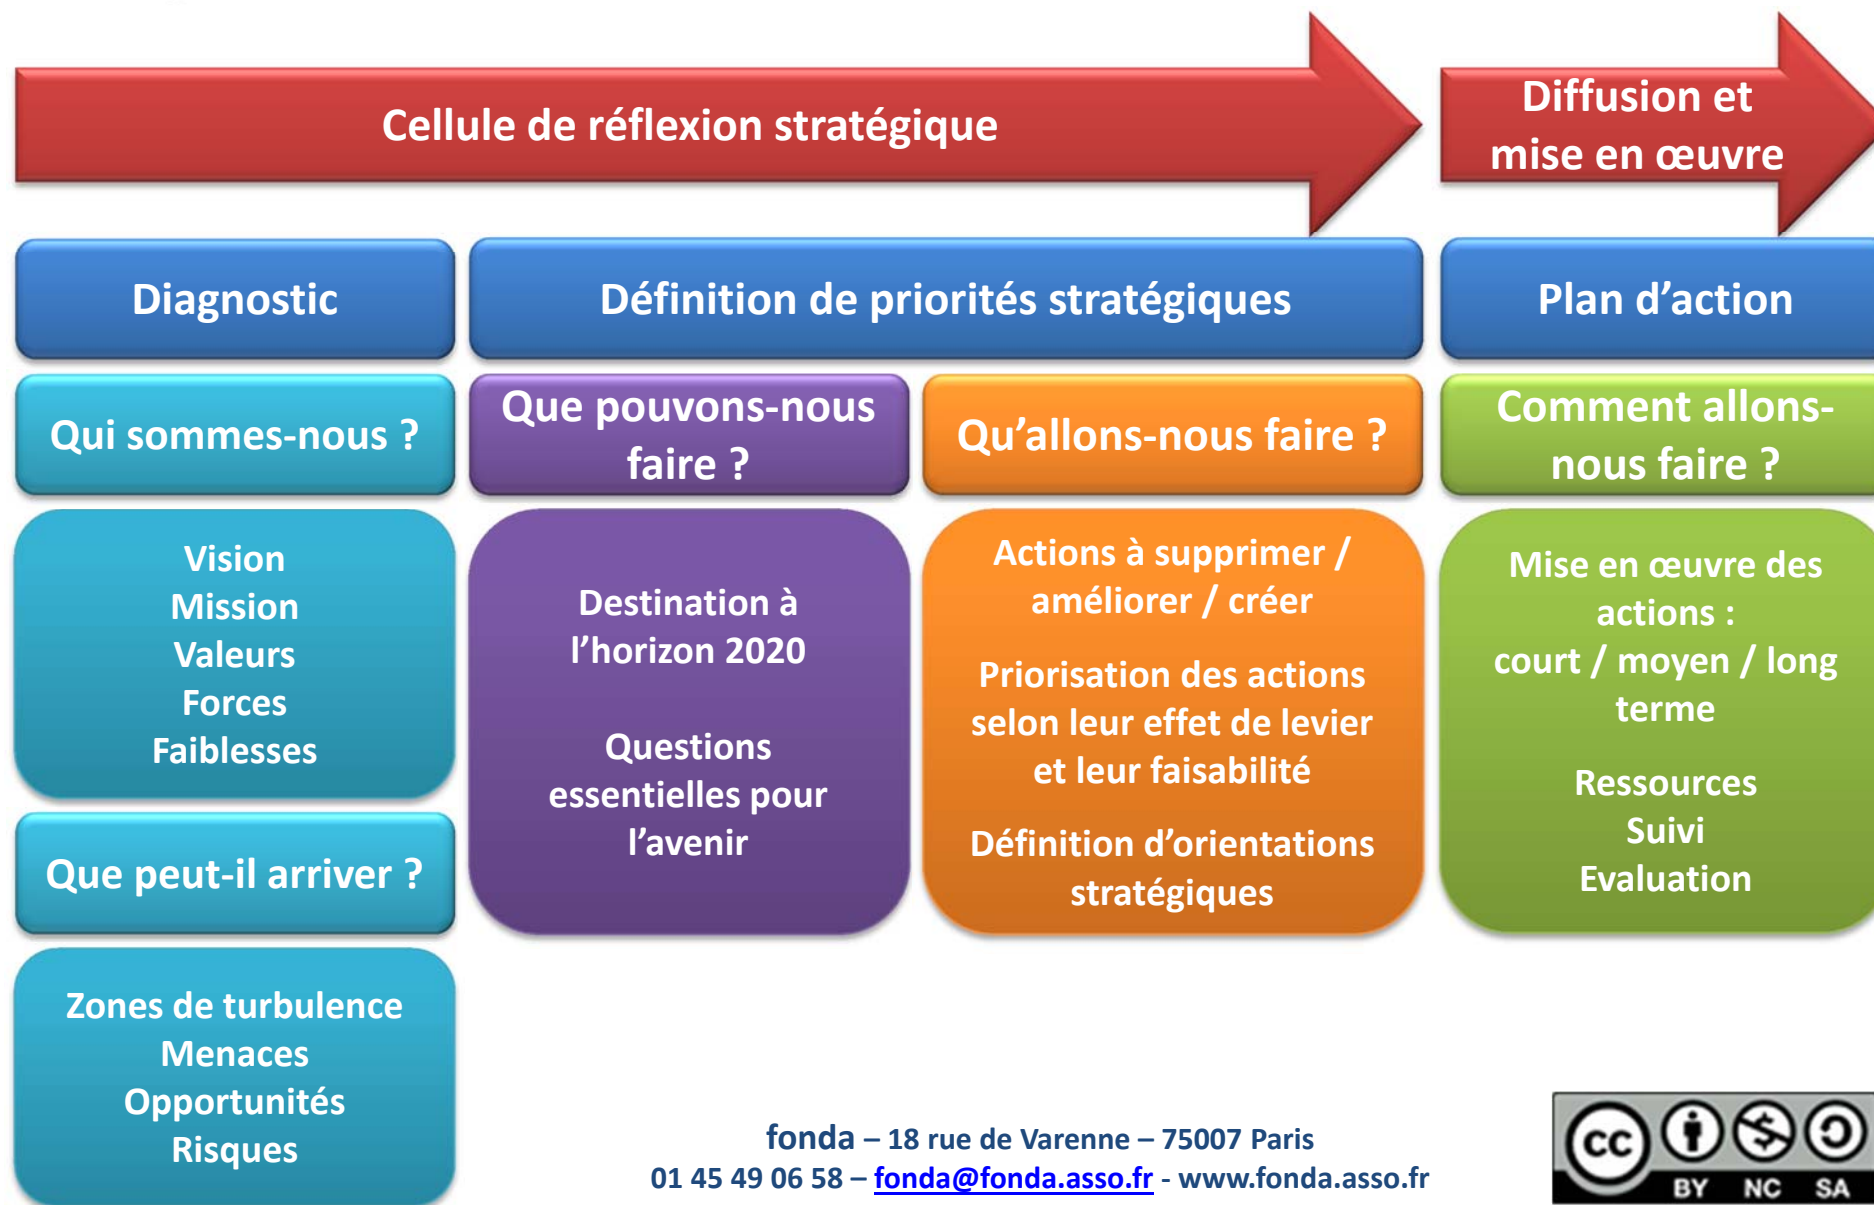 Cellule de réflexion stratégique
Diffusion et
mise en œuvre
Diagnostic
Définition de priorités stratégiques
Plan d’action
Qui sommes-nous ?
Que pouvons-nous
faire ?
Qu’allons-nous faire ?
Comment allons-
nous faire ?
Vision
Mission
Valeurs
Forces
Faiblesses
Que peut-il arriver ?
Zones de turbulence
Menaces
Opportunités
Risques
Destination à
l’horizon 2020
Questions
essentielles pour
l’avenir
Actions à supprimer /
améliorer / créer
Priorisation des actions
selon leur effet de levier
et leur faisabilité
Définition d’orientations
stratégiques
Mise en œuvre des
actions :
court / moyen / long
terme
Ressources
Suivi
Evaluation
fonda – 18 rue de Varenne – 75007 Paris
01 45 49 06 58 – fonda@fonda.asso.fr - www.fonda.asso.fr
cc
BY NC SA